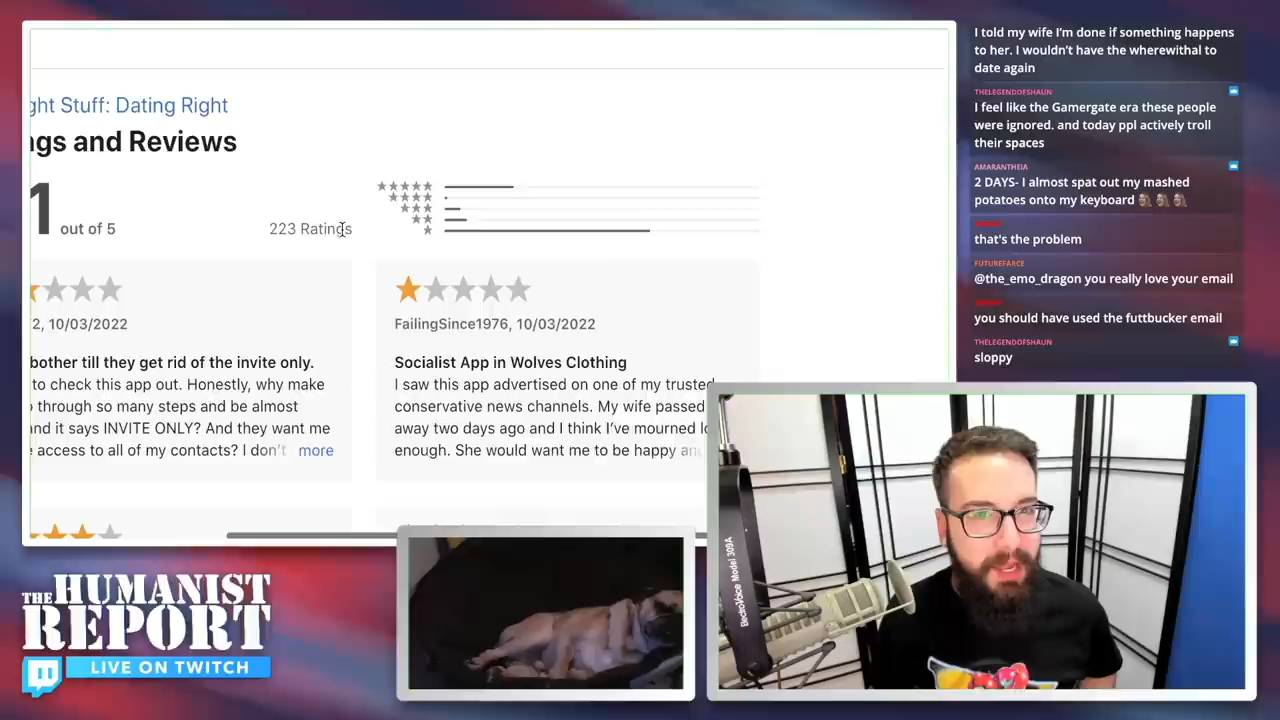 ght Stuff: Dating Right
ngs and Reviews
1
out of 5
223 Ratings
2, 10/03/2022
bother till they get rid of the invite only.
to check this app out. Honestly, why make
through so many steps and be almost
and it says INVITE ONLY? And they want me
access to all of my contacts? I don't more
FailingSince1976, 10/03/2022
Socialist App in Wolves Clothing
I saw this app advertised on one of my trusted
conservative news channels. My wife passed
away two days ago and I think I've mourned lo
enough. She would want me to be happy an
I told my wife I'm done if something happens
to her. I wouldn't have the wherewithal to
date again
THELEGENDOFSHAUN
I feel like the Gamergate era these people
were ignored. and today ppl actively troll
their spaces
AMARANTHEIA
2 DAYS- I almost spat out my mashed
potatoes onto my keyboard
that's the problem
FUTUREFARCE
@the_emo_dragon you really love your email
you should have used the futtbucker email
THELEGENDOFSHAUN
sloppy
THE HUMANIST
REPORT
LIVE ON TWITCH
ElectroVoice Model 309A